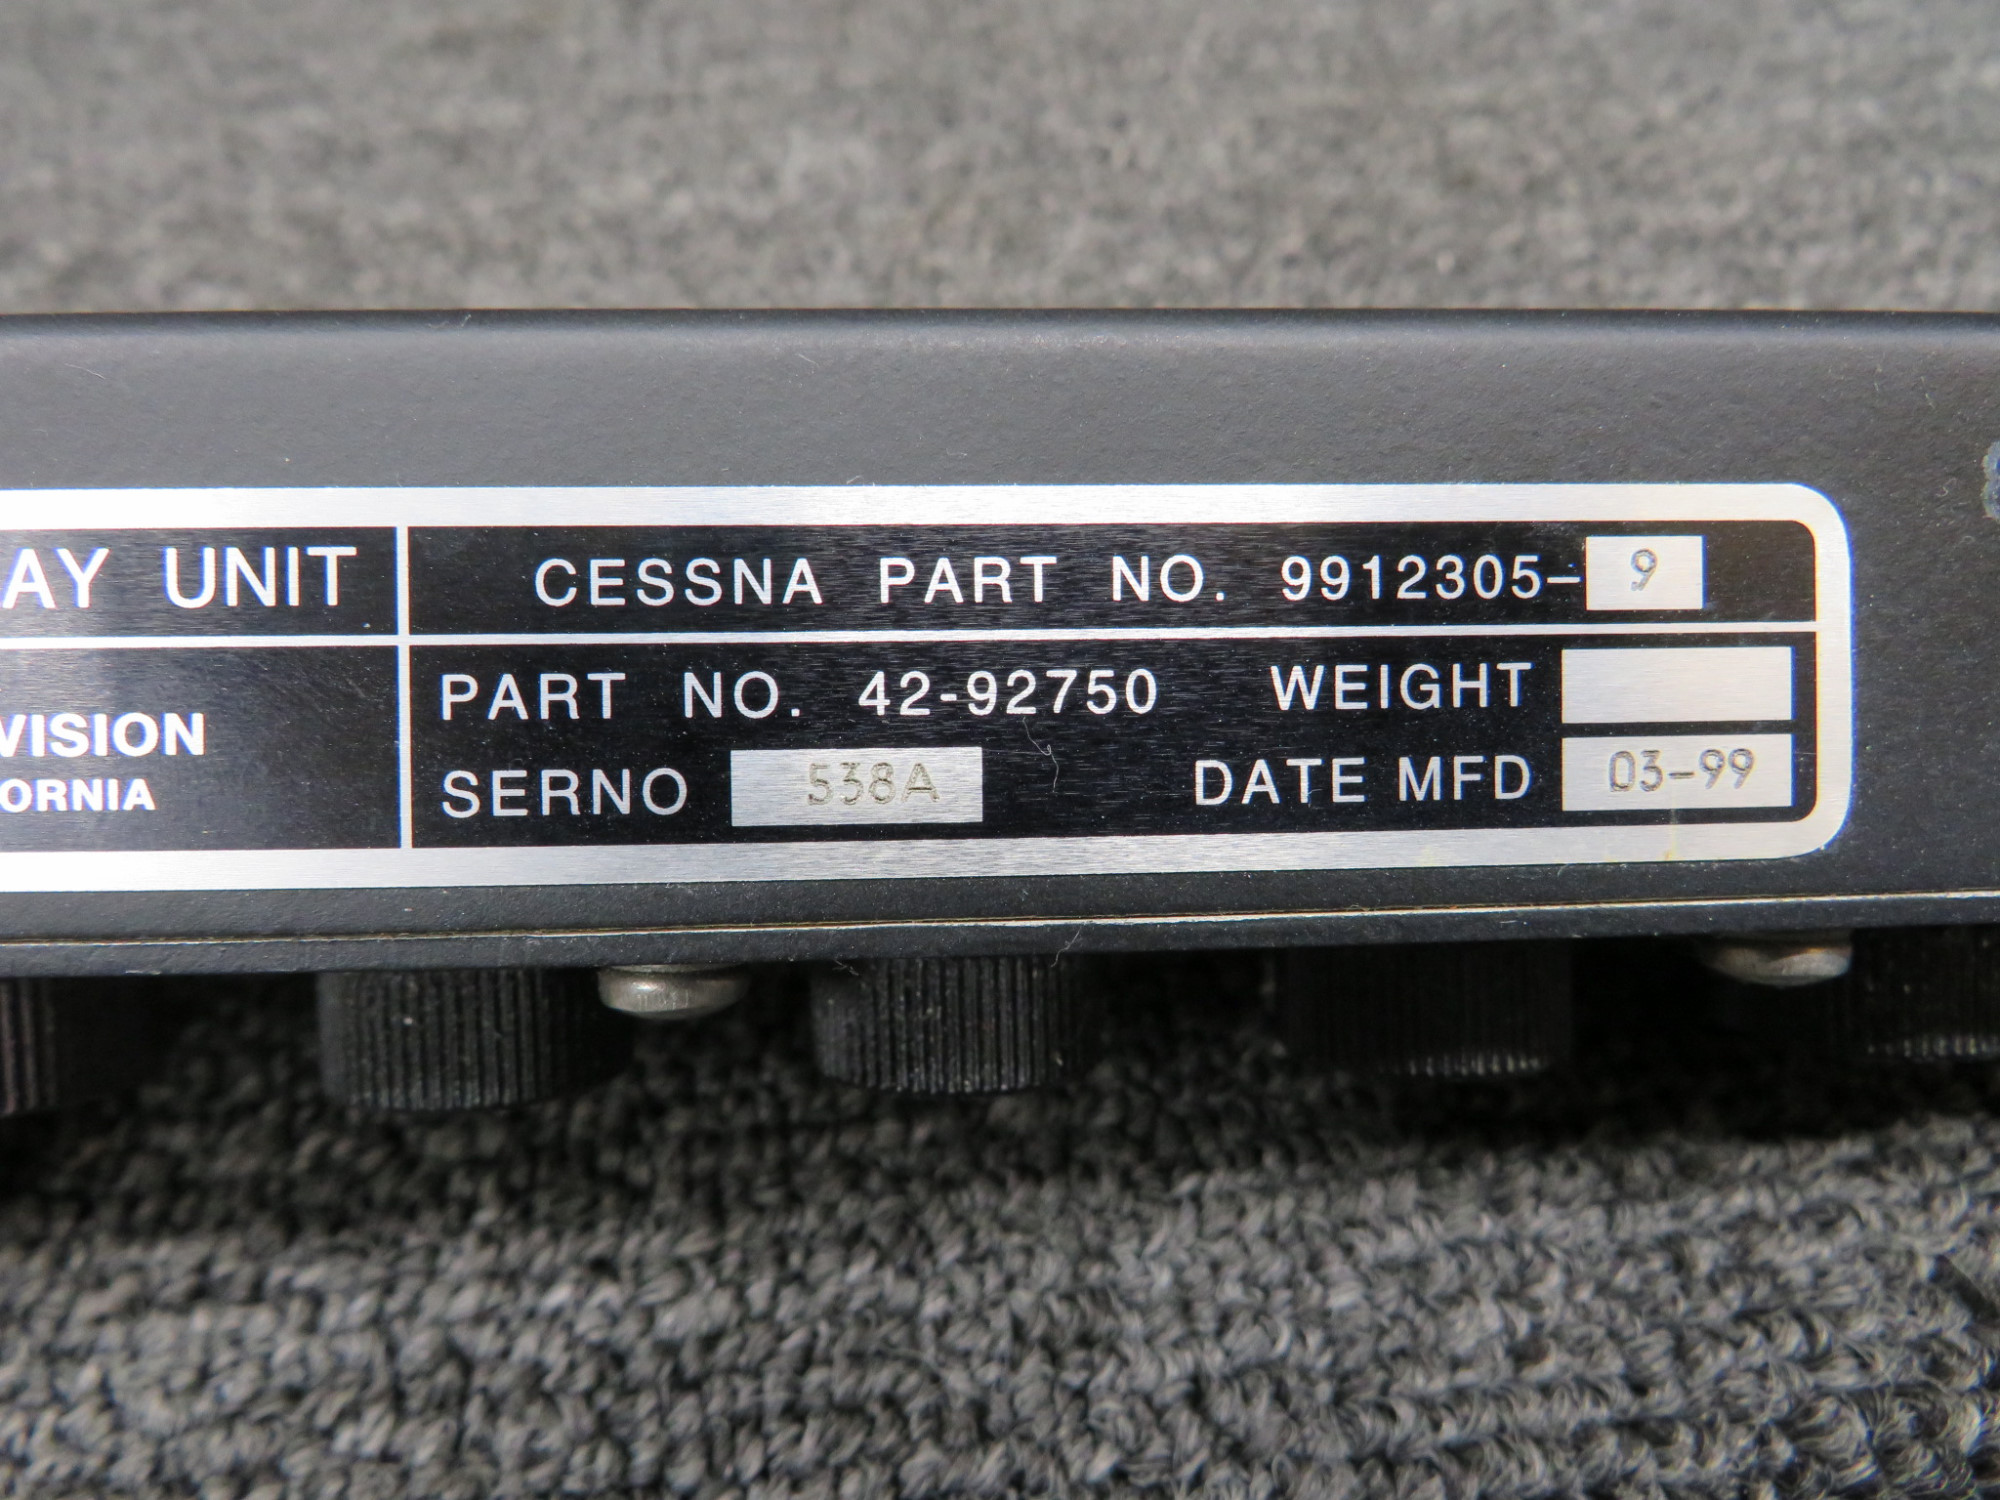 AY UNIT
CESSNA PART NO. 9912305-9
VISION
ORNIA
PART NO. 42-92750 WEIGHT
SERNO 538A DATE MFD 03-99